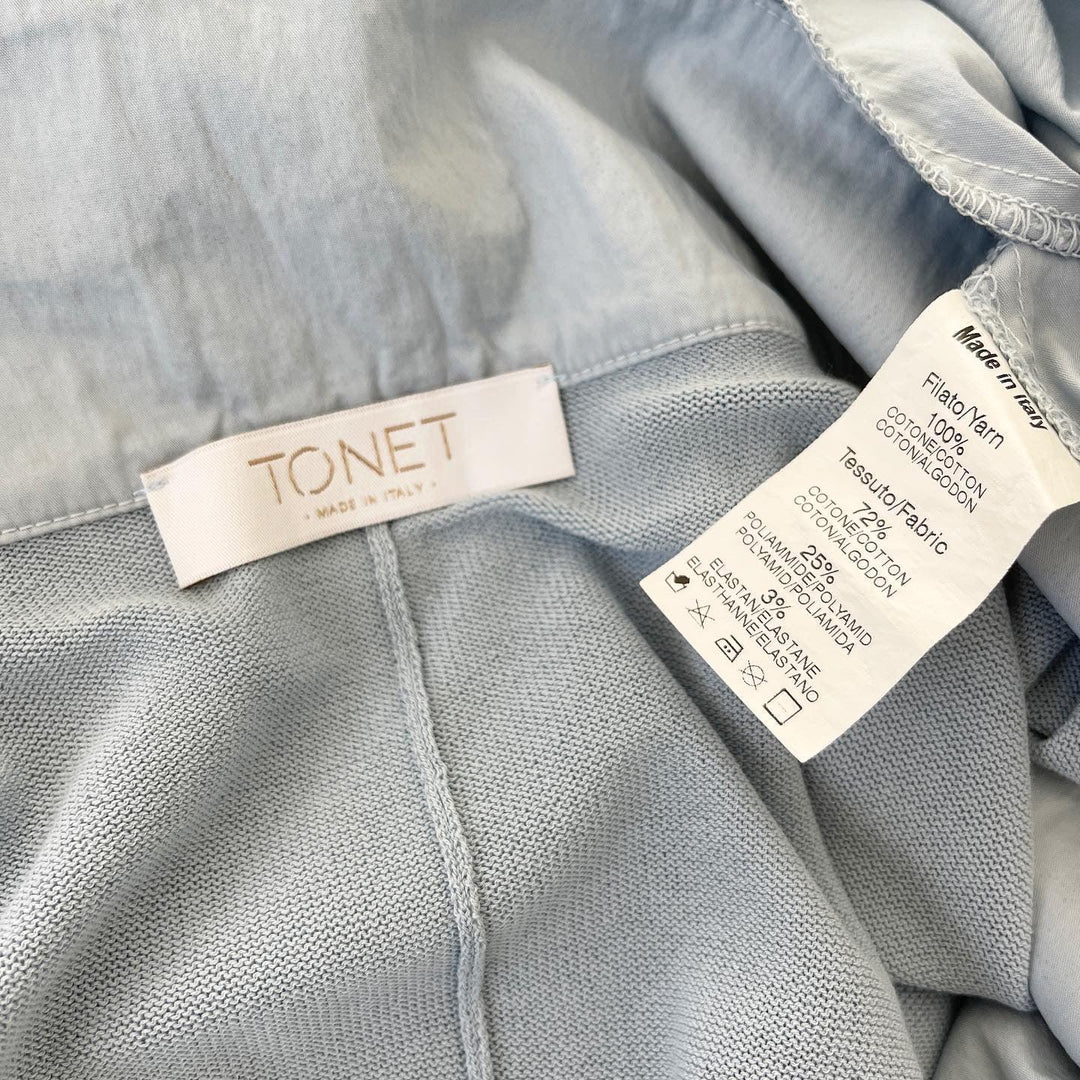 TONET
• MADE IN ITALY •
Made in Italy
Filato/Yarn
100%
COTONE/COTTON
COTON/ALGODON
Tessuto/Fabric
72%
COTONE/COTTON
COTON/ALGODON
25%
POLIAMMIDE/POLYAMID
POLYAMID/POLIAMIDA
3%
ELASTAN/ELASTANE
ELASTHANNE/ELASTANO